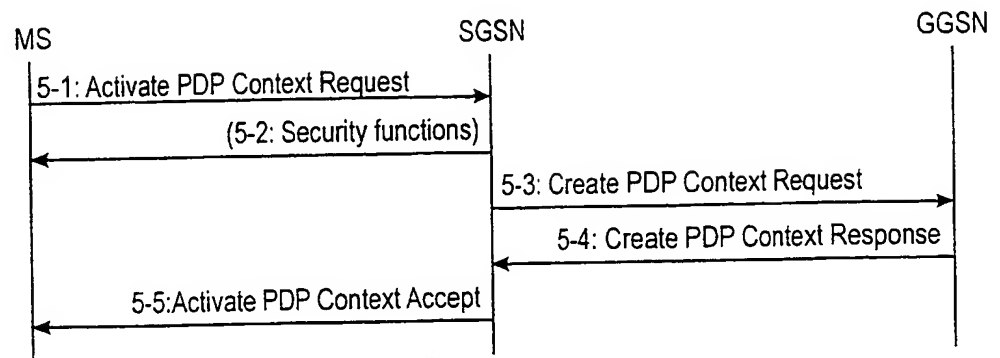 MS
SGSN
GGSN
5-1: Activate PDP Context Request
(5-2: Security functions)
5-3: Create PDP Context Request
5-4: Create PDP Context Response
5-5:Activate PDP Context Accept